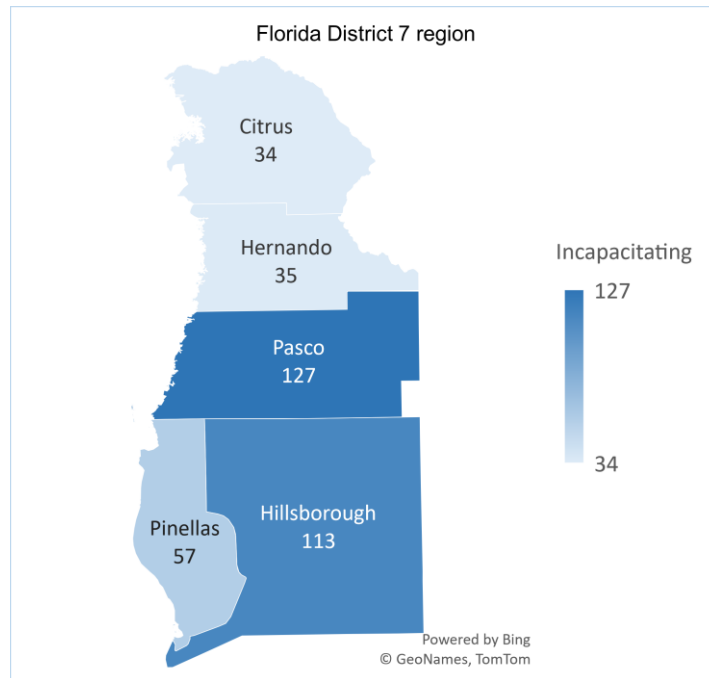 Florida District 7 region
Citrus
34
Hernando
35
Incapacitating
127
34
Pasco
127
Pinellas
57
Hillsborough
113
Powered by Bing
© GeoNames, TomTom